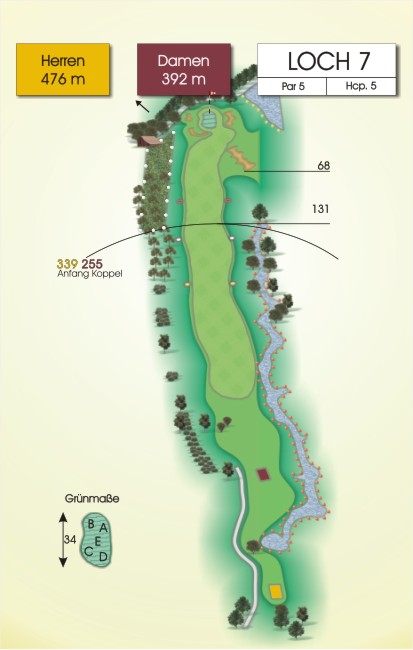 Herren
476 m
Damen
392 m
LOCH 7
Par 5
Hcp. 5
68
131
339 255
Anfang Koppel
Grünmaße
34
B A
E
C D